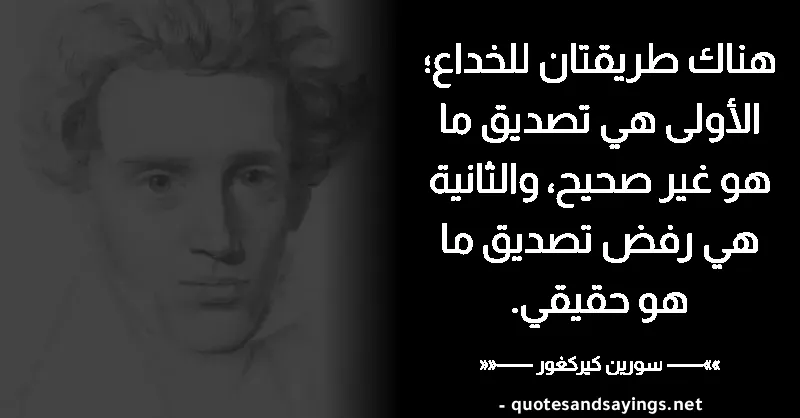 هناك طريقتان للخداع؛
الأولى هي تصديق ما
هو غير صحيح، والثانية
هي رفض تصديق ما
هو حقيقي.
»»—— سورين كيركغور ——««
- quotesandsayings.net